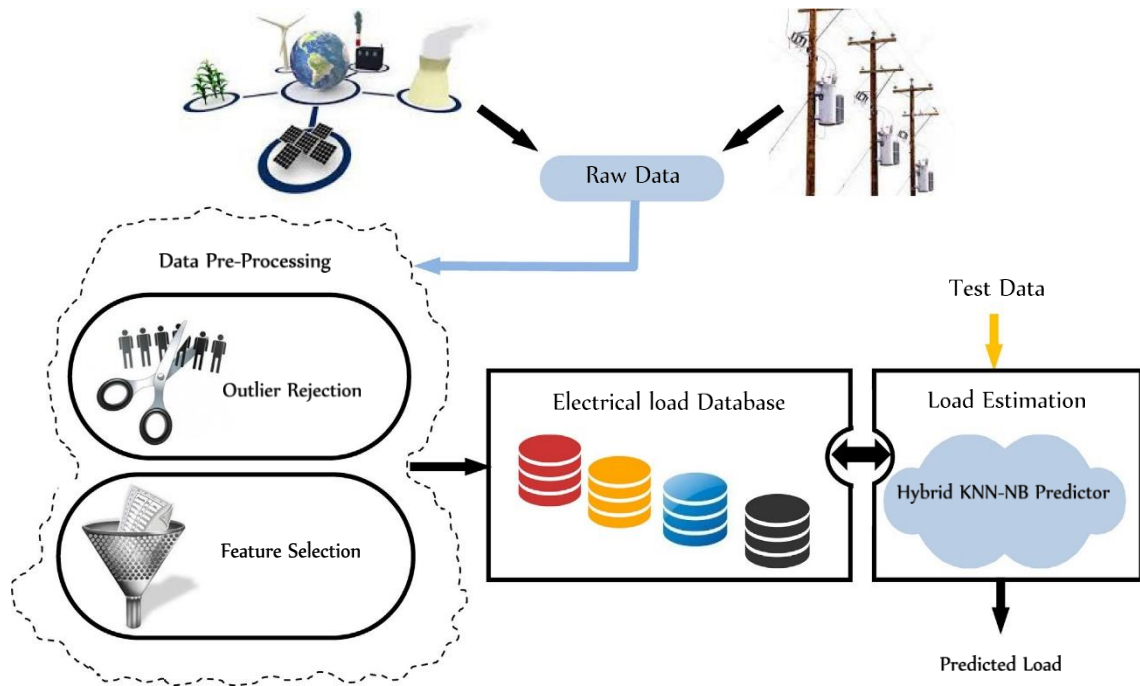 Raw Data
Data Pre-Processing
Outlier Rejection
Feature Selection
Electrical load Database
Test Data
Load Estimation
Hybrid KNN-NB Predictor
Predicted Load